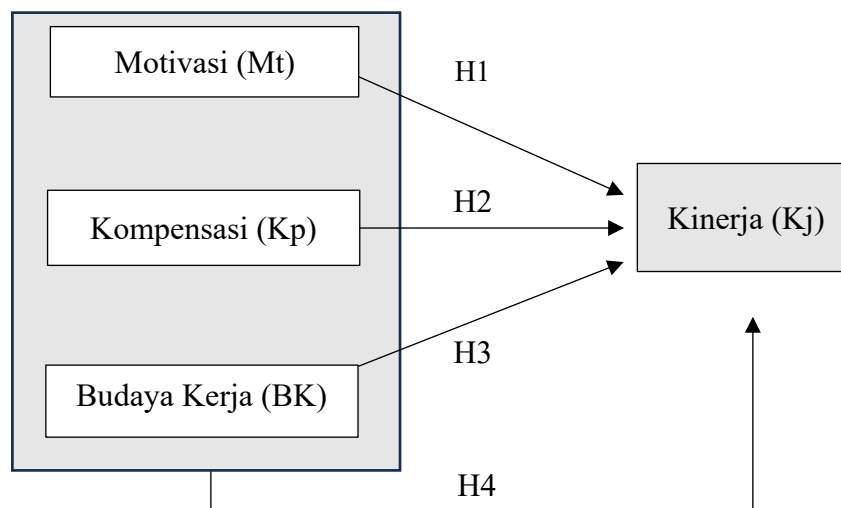 Motivasi (Mt)
H1
Kompensasi (Kp)
H2
Kinerja (Kj)
Budaya Kerja (BK)
H3
H4